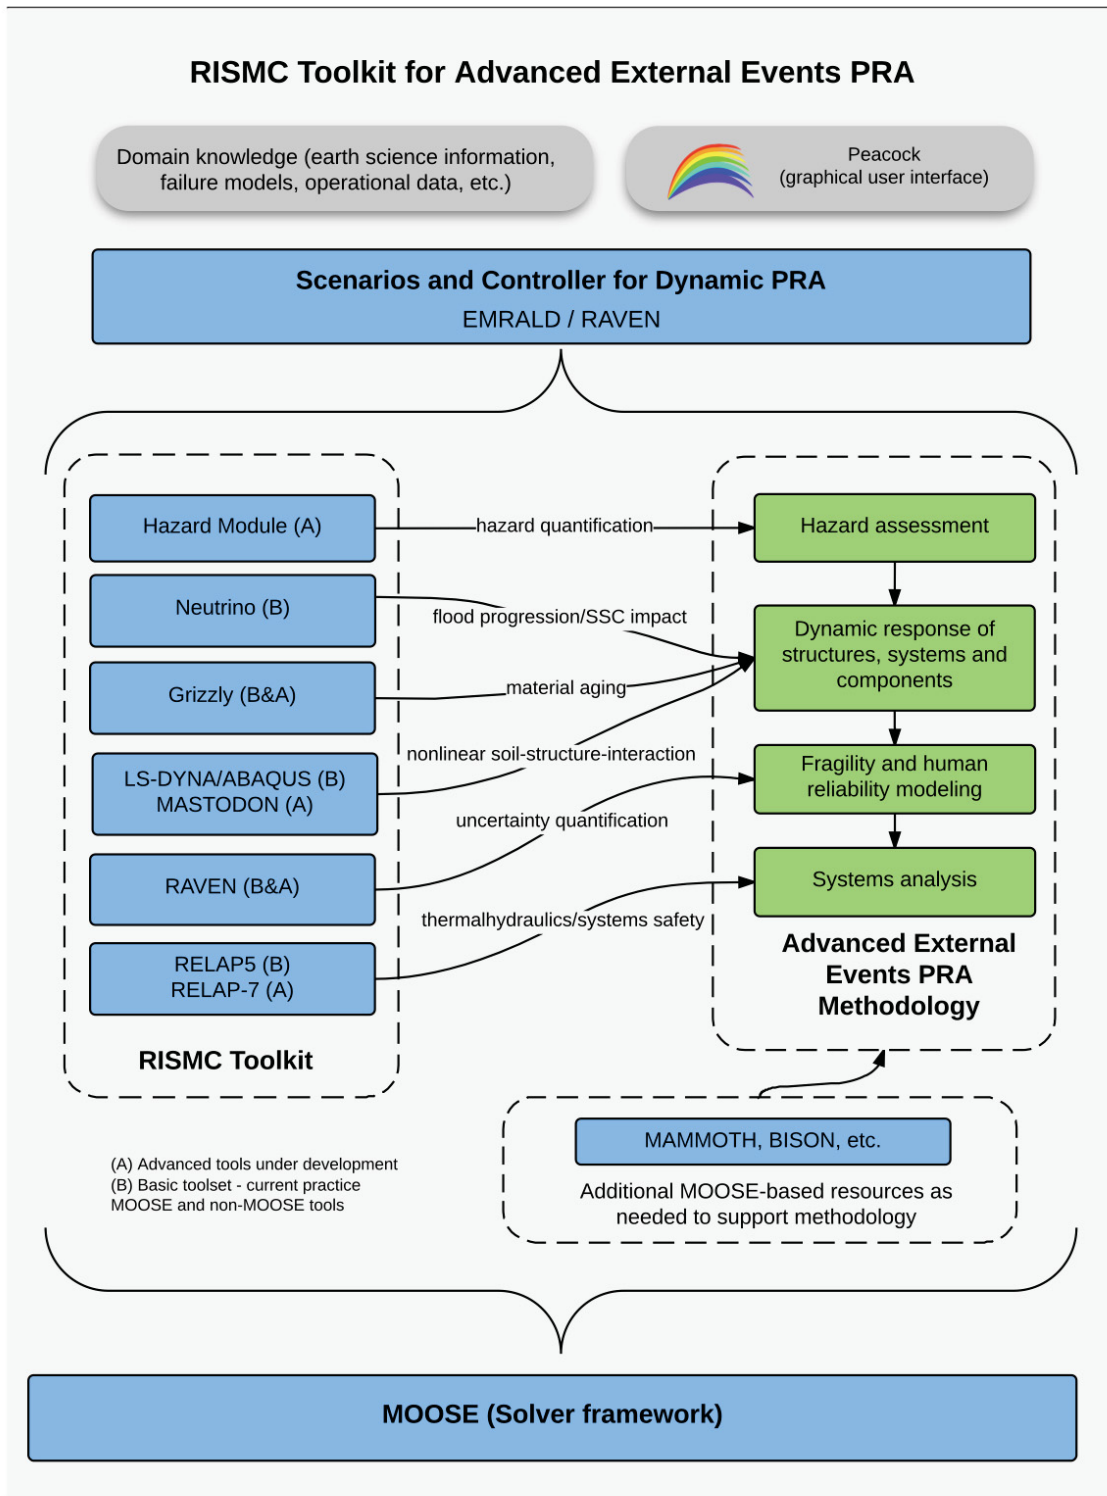 RISMC Toolkit for Advanced External Events PRA
Domain knowledge (earth science information,
failure models, operational data, etc.)
Peacock
(graphical user interface)
Scenarios and Controller for Dynamic PRA
EMRALD / RAVEN
Hazard Module (A)
hazard quantification
Hazard assessment
Neutrino (B)
flood progression/SSC impact
Dynamic response of
structures, systems and
components
Grizzly (B&A)
material aging
LS-DYNA/ABAQUS (B)
MASTODON (A)
nonlinear soil-structure-interaction
Fragility and human
reliability modeling
RAVEN (B&A)
uncertainty quantification
Systems analysis
RELAP5 (B)
RELAP-7 (A)
thermalhydraulics/systems safety
Advanced External
Events PRA
Methodology
RISMC Toolkit
MAMMOTH, BISON, etc.
Additional MOOSE-based resources as
needed to support methodology
(A) Advanced tools under development
(B) Basic toolset - current practice
MOOSE and non-MOOSE tools
MOOSE (Solver framework)